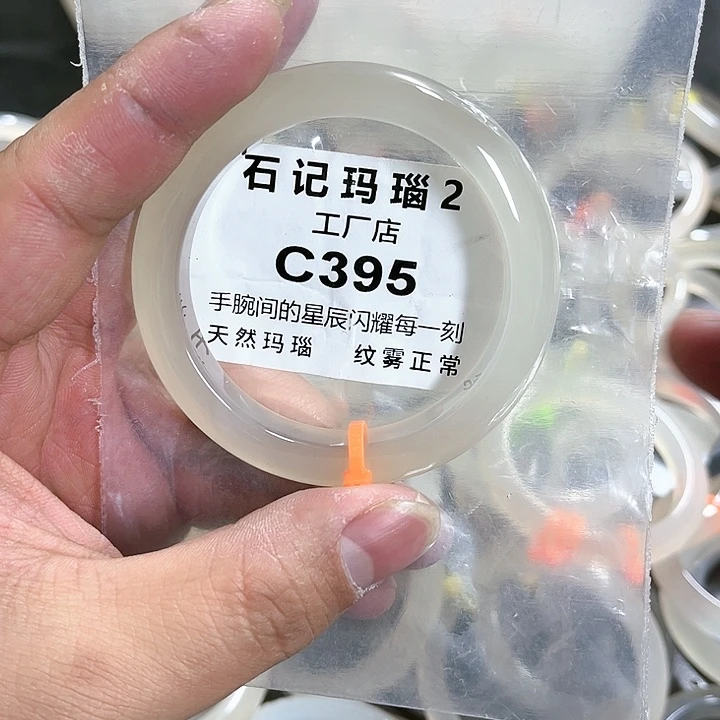 石记玛瑙2
工厂店
C395
手腕间的星辰闪耀每一刻
天然玛瑙 纹雾正常